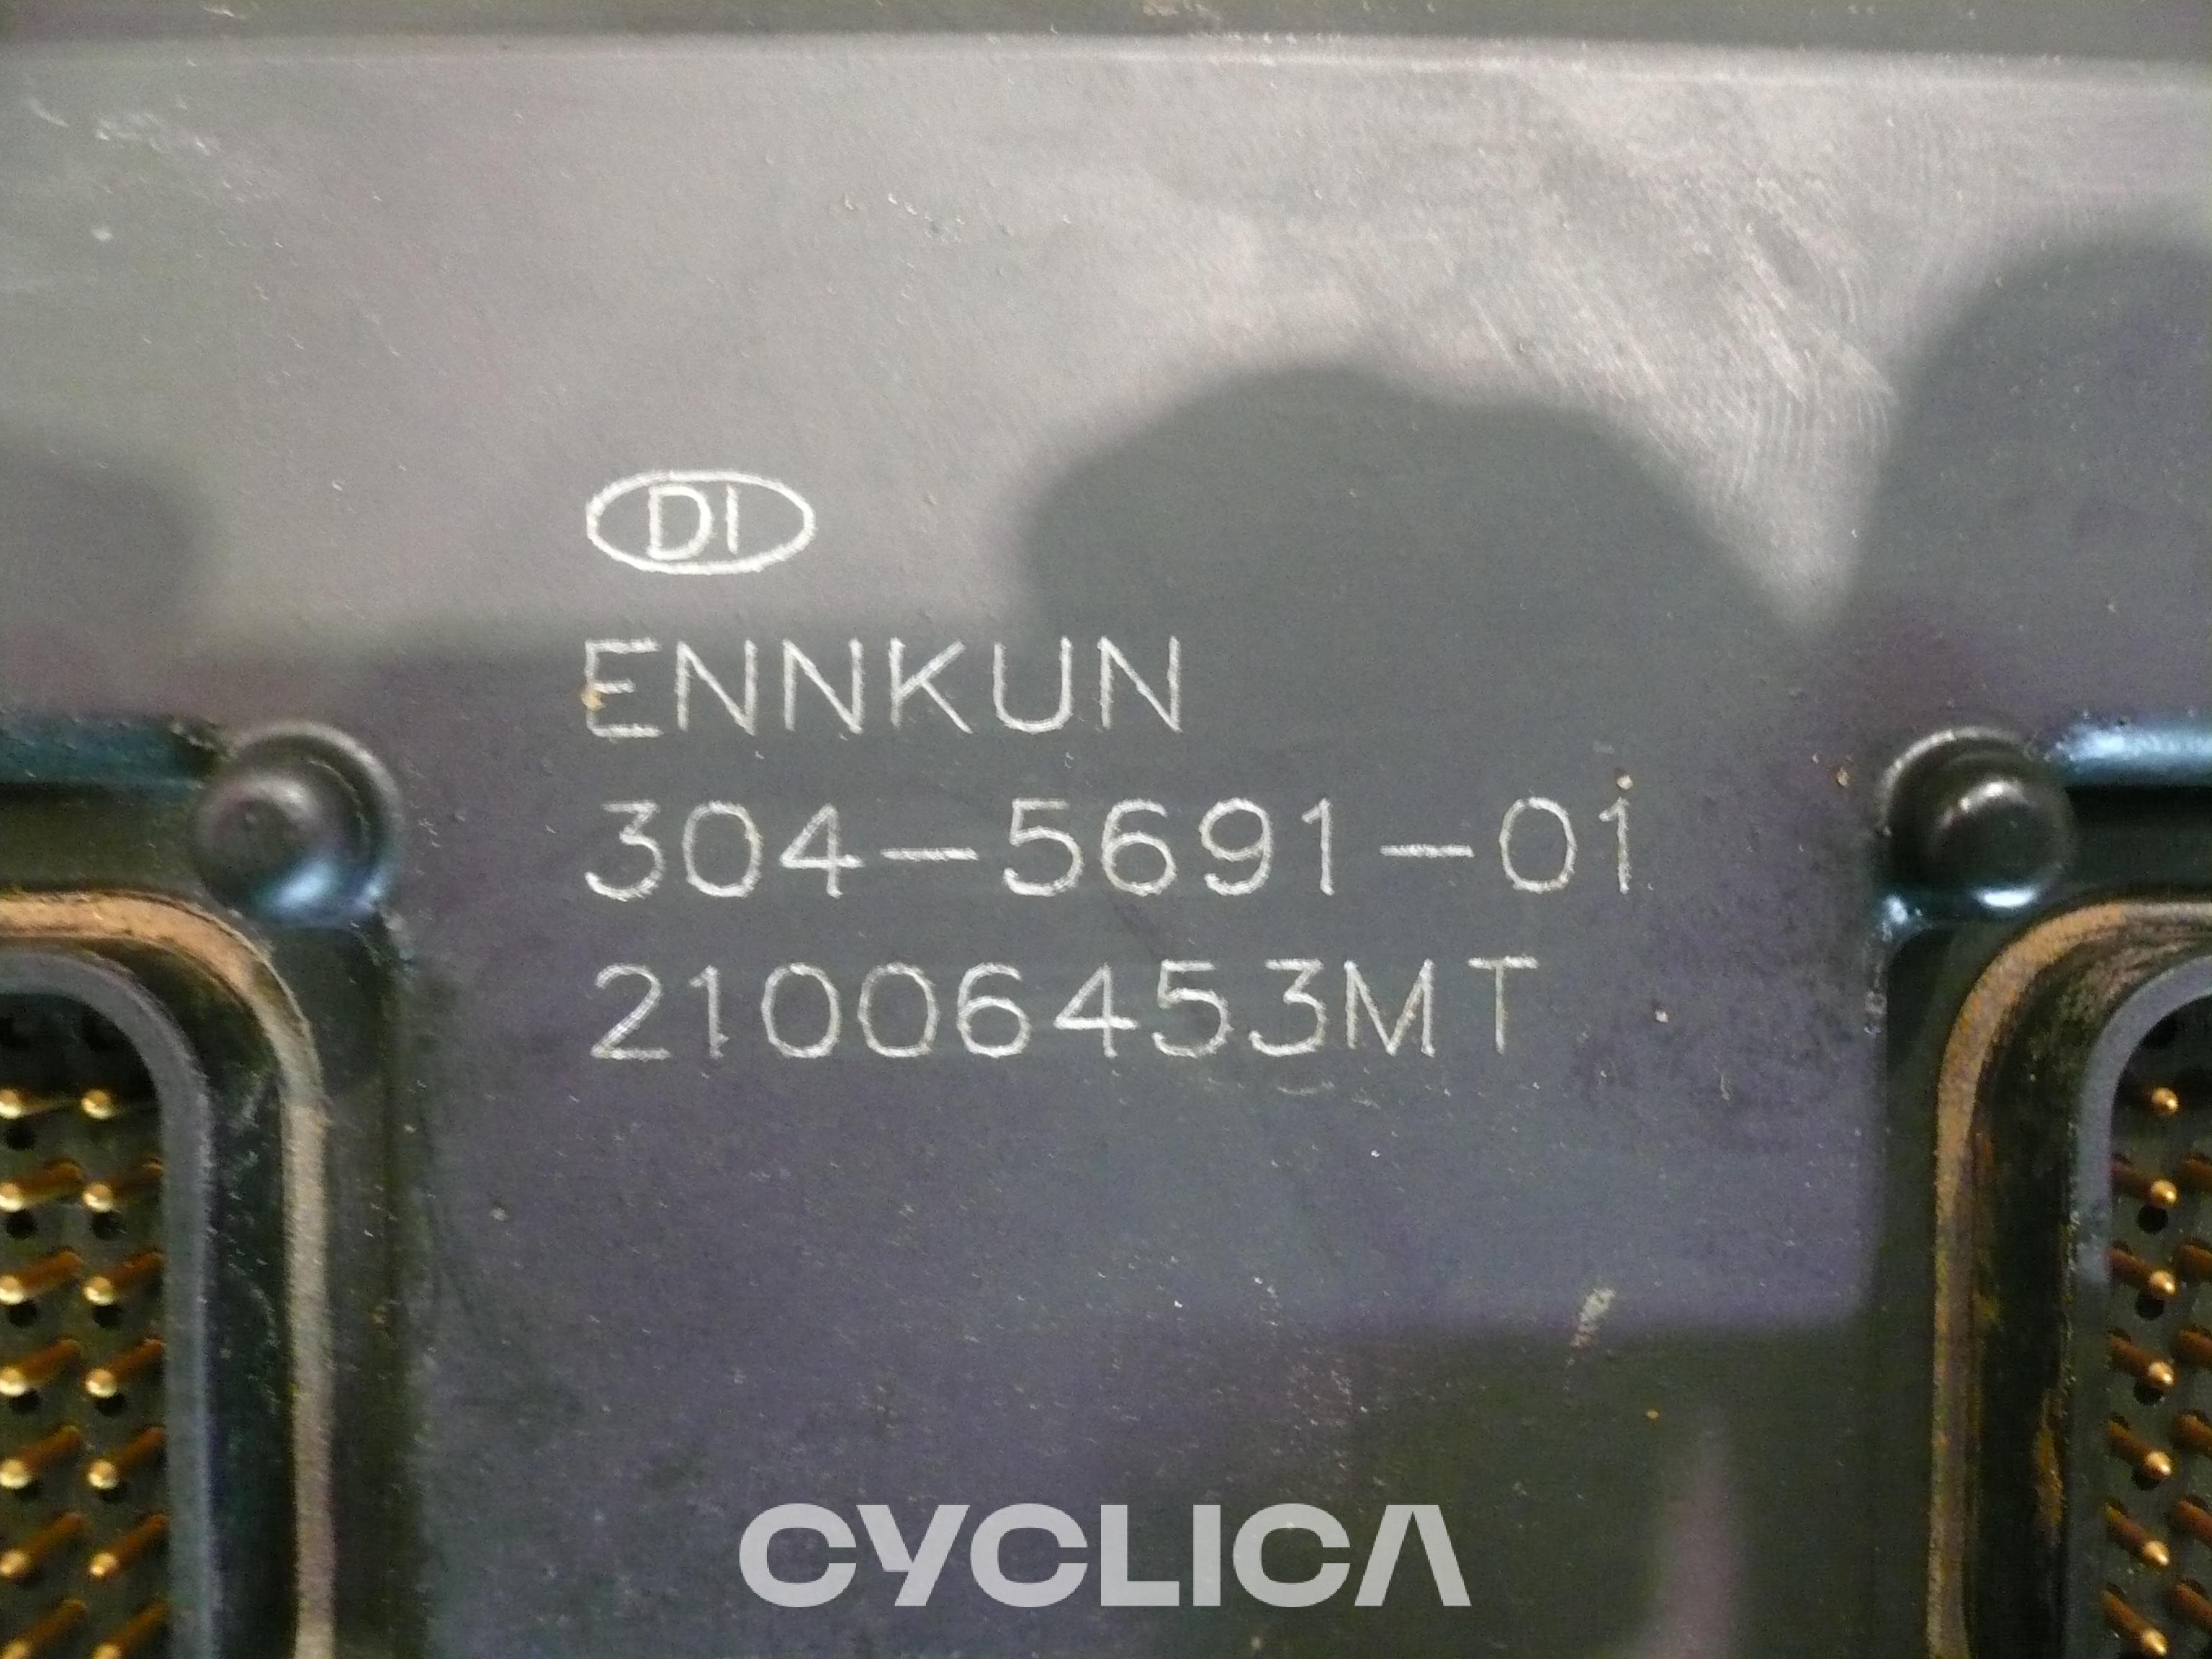 DI
ENNKUN
304-5691-01
21006453MT
CYCLICA